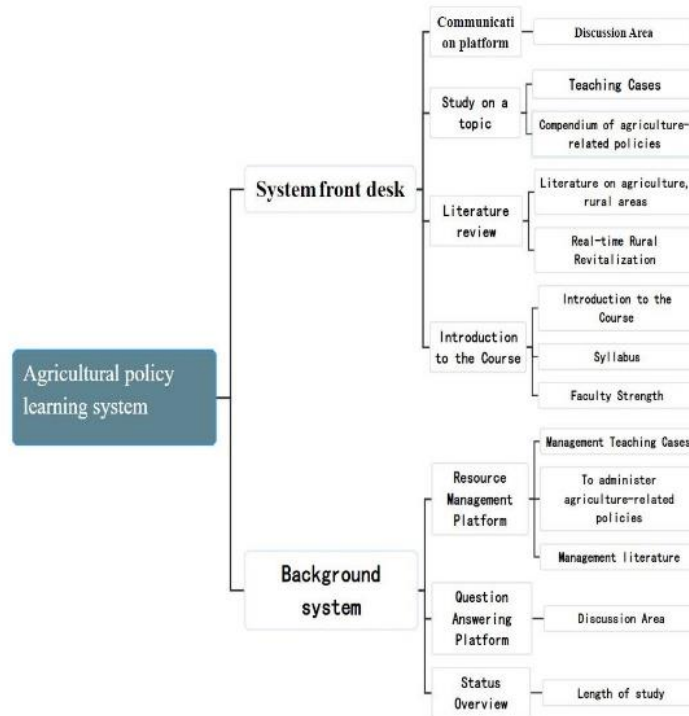 Agricultural policy
learning system
System front desk
Communicati
on platform
Discussion Area
Study on a
topic
Teaching Cases
Compendium of agriculture-
related policies
Literature
review
Literature on agriculture,
rural areas
Real-time Rural
Revitalization
Introduction
to the Course
Introduction to the
Course
Syllabus
Faculty Strength
Background
system
Resource
Management
Platform
Management Teaching Cases
To administer
agriculture-related
policies
Management literature
Question
Answering
Platform
Discussion Area
Status
Overview
Length of study